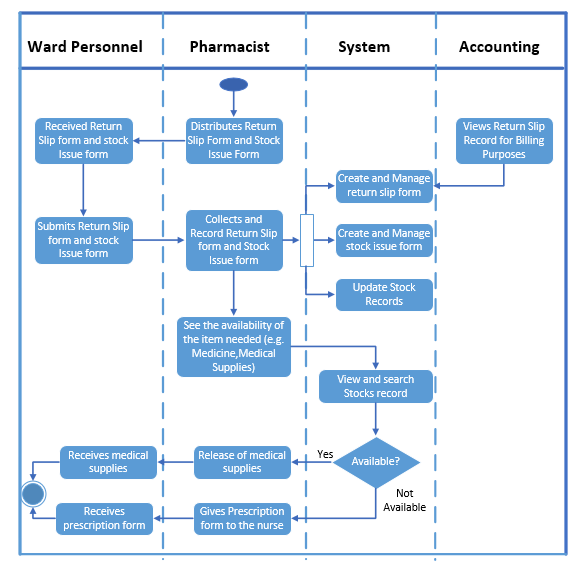 Ward Personnel
Pharmacist
System
Accounting
Received Return
Slip form and stock
Issue form
Distributes Return
Slip Form and Stock
Issue Form
Views Return Slip
Record for Billing
Purposes
Create and Manage
return slip form
Submits Return Slip
form and stock
Issue form
Collects and
Record Return Slip
form and Stock
Issue form
Create and Manage
stock issue form
Update Stock
Records
See the availability of
the item needed (e.g.
Medicine,Medical
Supplies)
View and search
Stocks record
Receives medical
supplies
Release of medical
supplies
Yes
Available?
Not
Available
Receives
prescription form
Gives Prescription
form to the nurse